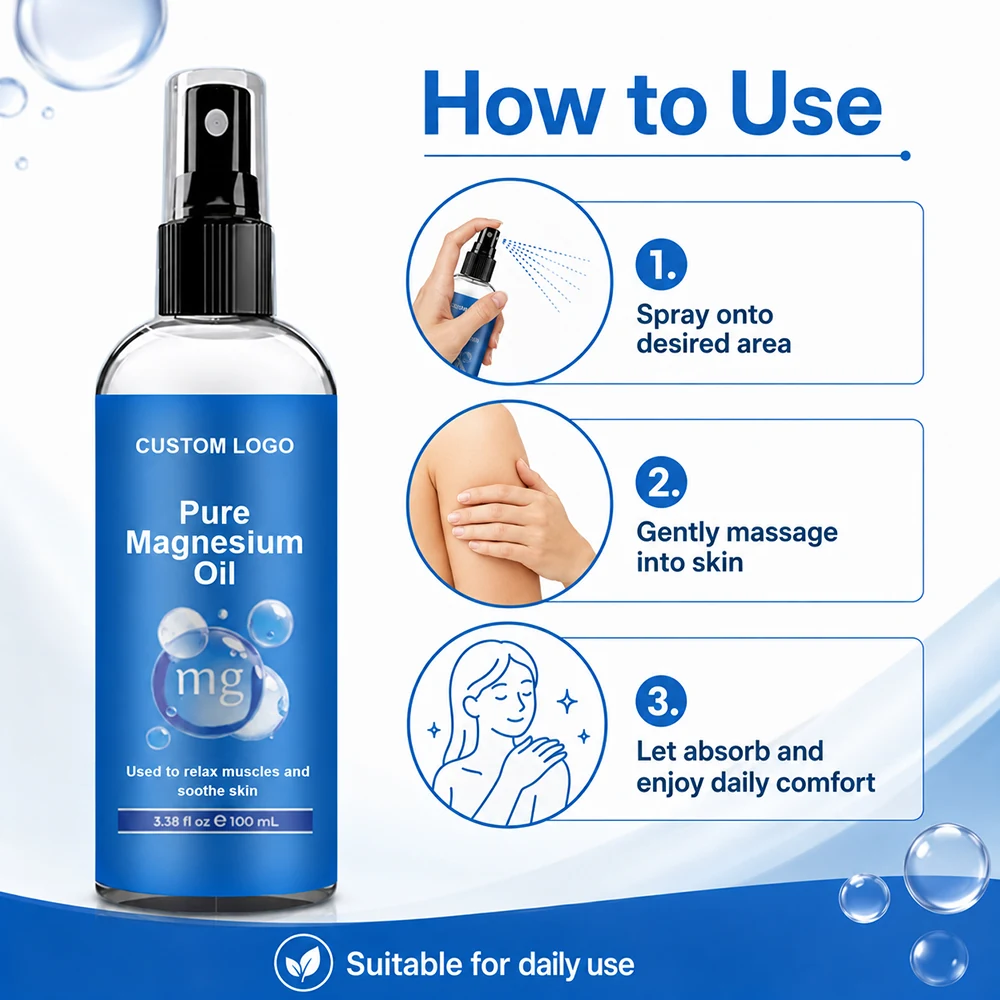 How to Use
CUSTOM LOGO
Pure
Magnesium
Oil
mg
Used to relax muscles and
soothe skin
3.38 fl oz ℮ 100 mL
1.
Spray onto
desired area
2.
Gently massage
into skin
3.
Let absorb and
enjoy daily comfort
Suitable for daily use